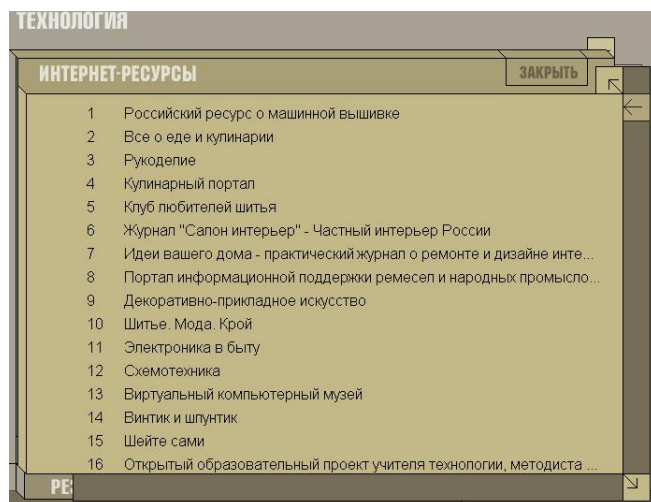 ТЕХНОЛОГИЯ
ИНТЕРНЕТ-РЕСУРСЫ ЗАКРЫТЬ
1 Российский ресурс о машинной вышивке
2 Все о еде и кулинарии
3 Рукоделие
4 Кулинарный портал
5 Клуб любителей шитья
6 Журнал "Салон интерьер" - Частный интерьер России
7 Идеи вашего дома - практический журнал о ремонте и дизайне инте...
8 Портал информационной поддержки ремесел и народных промысло...
9 Декоративно-прикладное искусство
10 Шитье. Мода. Крой
11 Электроника в быту
12 Схемотехника
13 Виртуальный компьютерный музей
14 Винтик и шпунтик
15 Шейте сами
16 Открытый образовательный проект учителя технологии, методиста ...